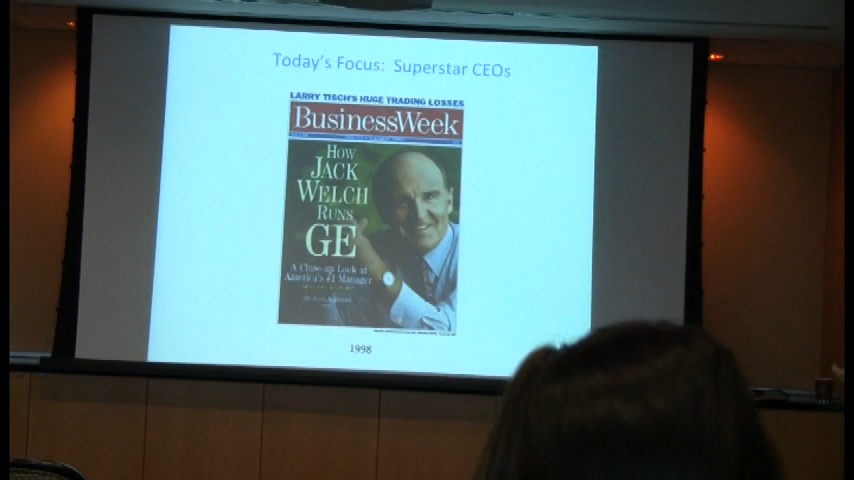 Today's Focus: Superstar CEOs
LARRY TISCH'S HUGE TRADING LOSSES
BusinessWeek
HOW
JACK
WELCH
RUNS
GE
A Close-up Look at
America's #1 Manager
1998